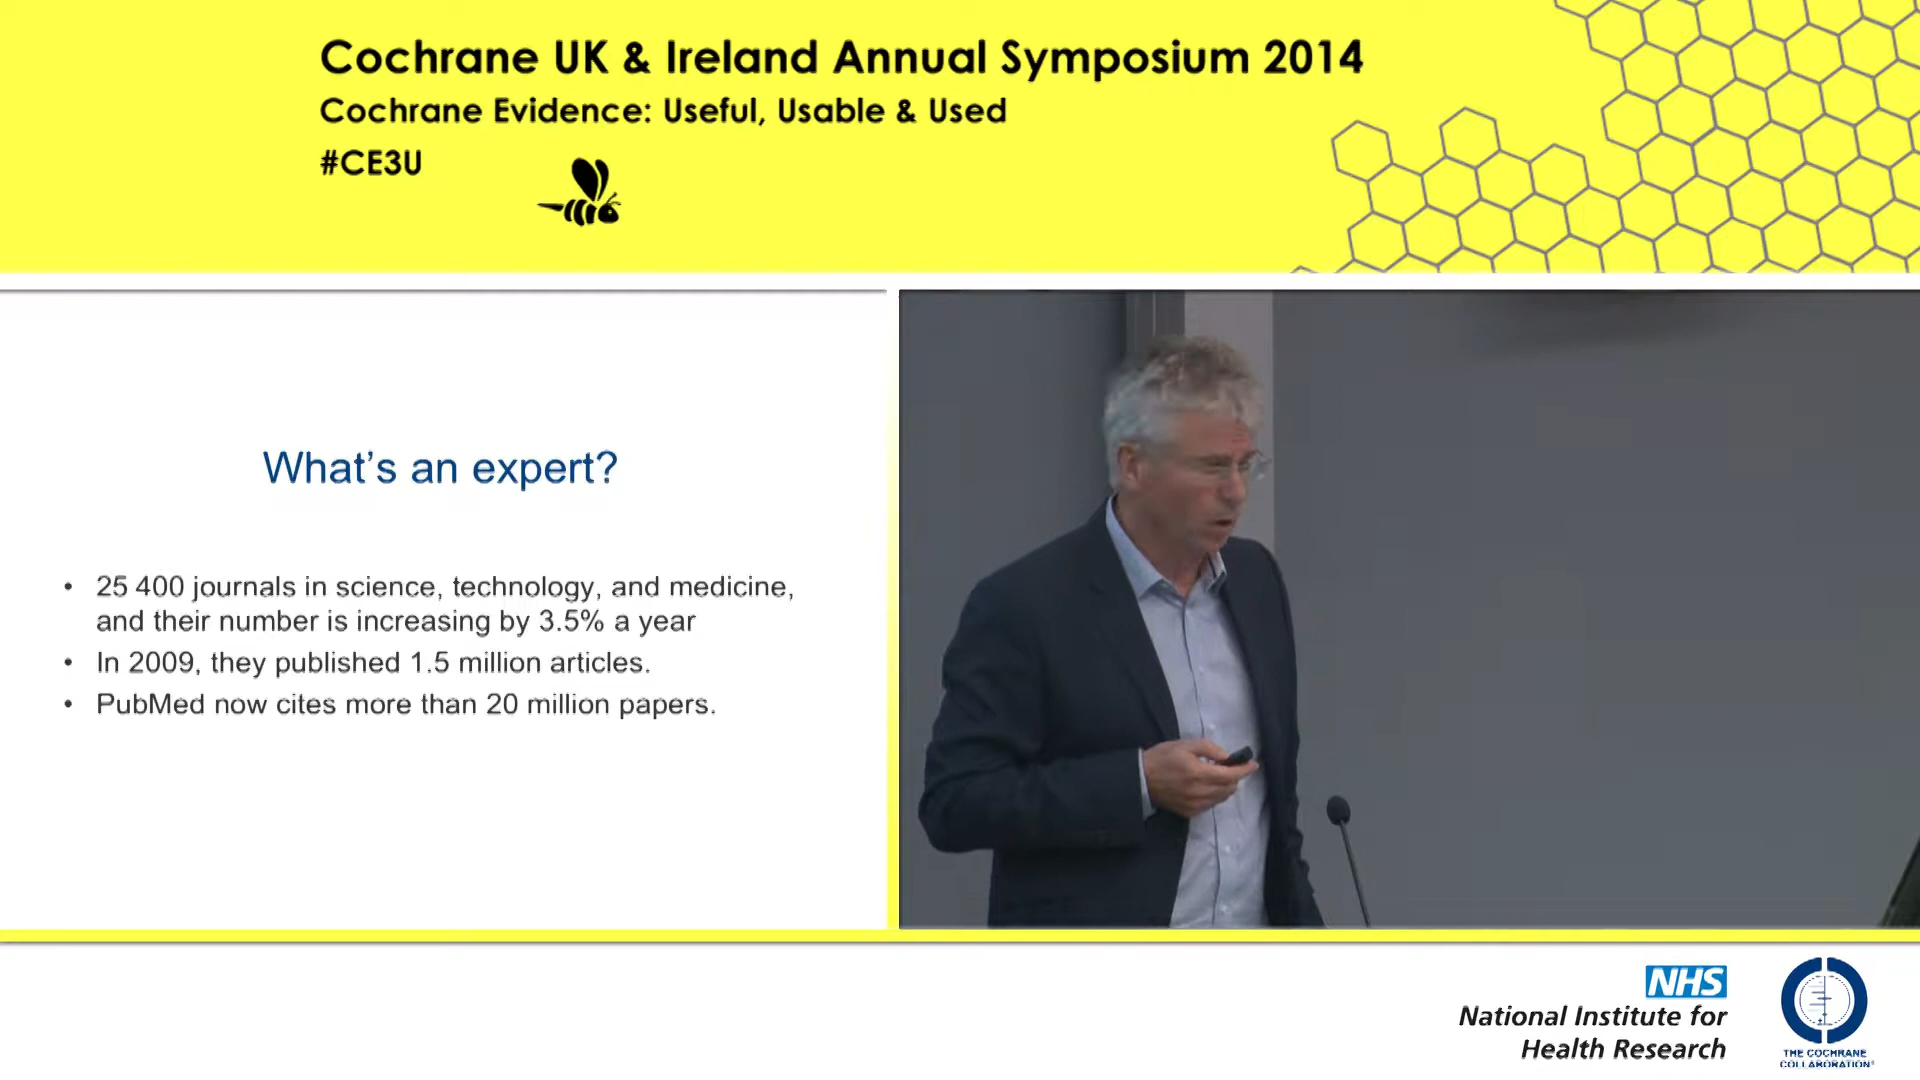 Cochrane UK & Ireland Annual Symposium 2014
Cochrane Evidence: Useful, Usable & Used
#CE3U
What’s an expert?
• 25 400 journals in science, technology, and medicine,
and their number is increasing by 3.5% a year
• In 2009, they published 1.5 million articles.
• PubMed now cites more than 20 million papers.
NHS
National Institute for
Health Research
THE COCHRANE
COLLABORATION®